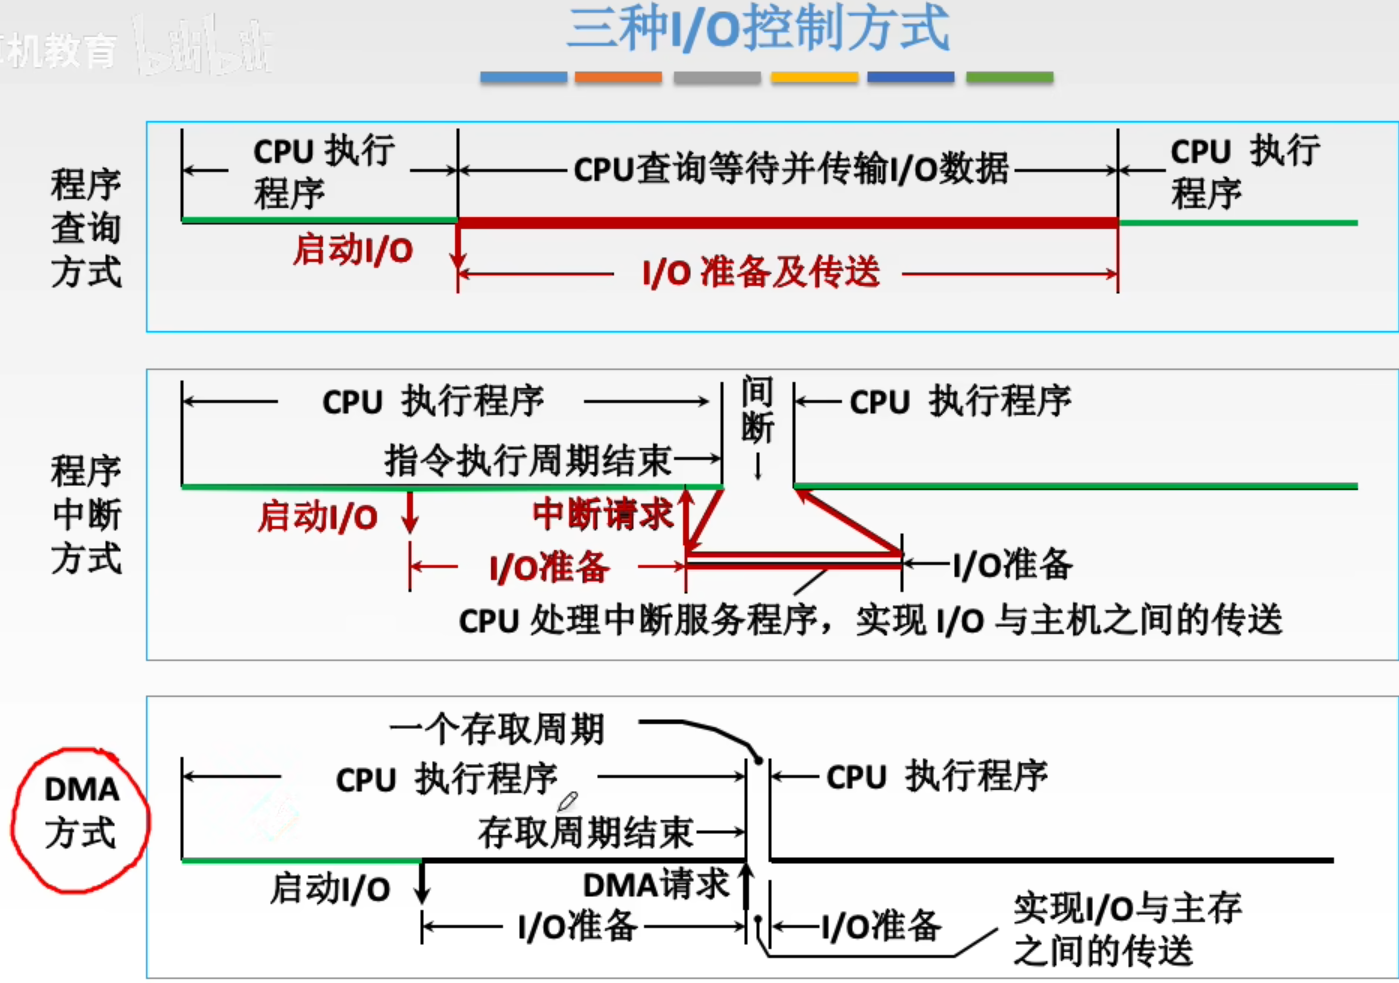 机教育 bilibili
三种I/O控制方式
程序
查询
方式
CPU 执行
程序
CPU查询等待并传输I/O数据
CPU 执行
程序
启动I/O
I/O 准备及传送
程序
中断
方式
CPU 执行程序
间
断
CPU 执行程序
指令执行周期结束
启动I/O
中断请求
I/O准备
I/O准备
CPU 处理中断服务程序，实现 I/O 与主机之间的传送
DMA
方式
一个存取周期
CPU 执行程序
CPU 执行程序
存取周期结束
启动I/O
DMA请求
I/O准备
I/O准备
实现I/O与主存
之间的传送